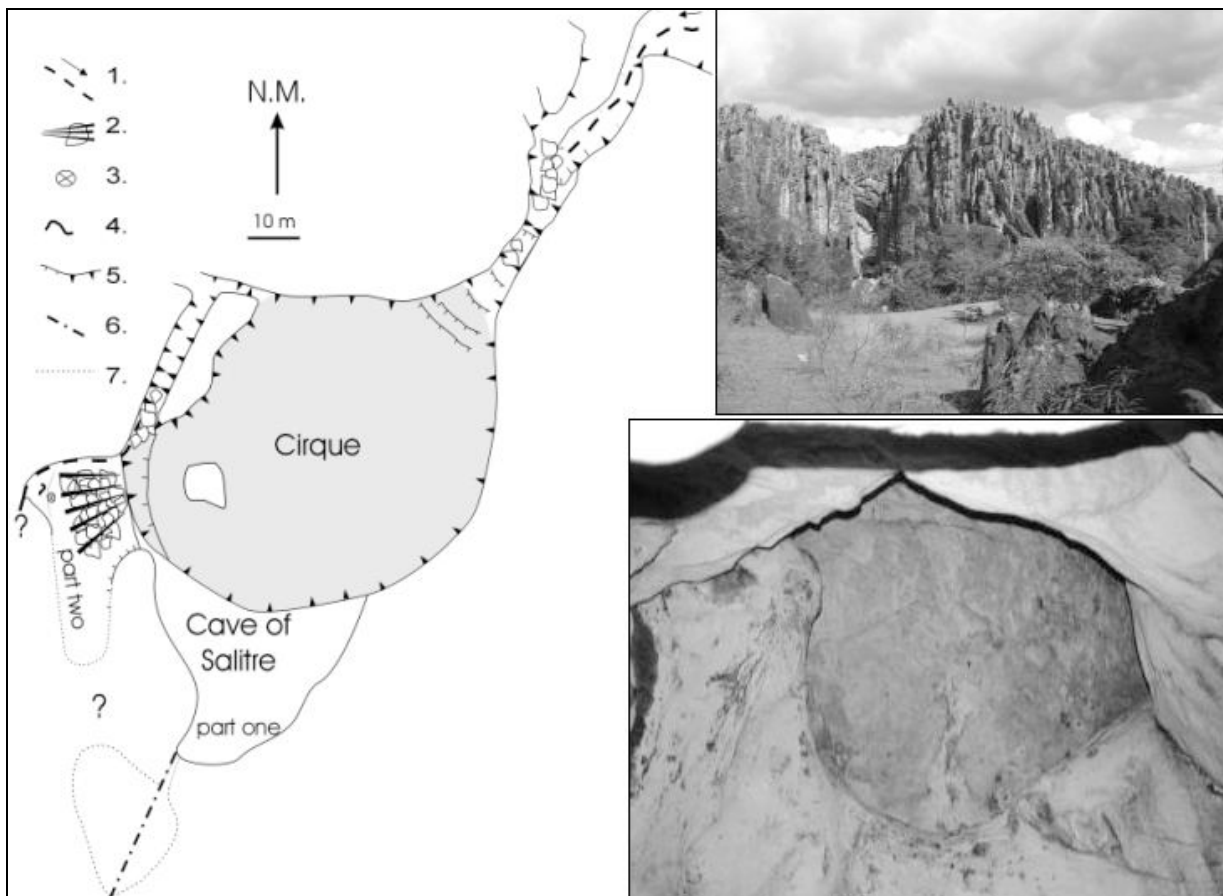 1.
2.
3.
4.
5.
6.
7.
N.M.
10 m
Cirque
?
part two
Cave of
Salitre
?
part one